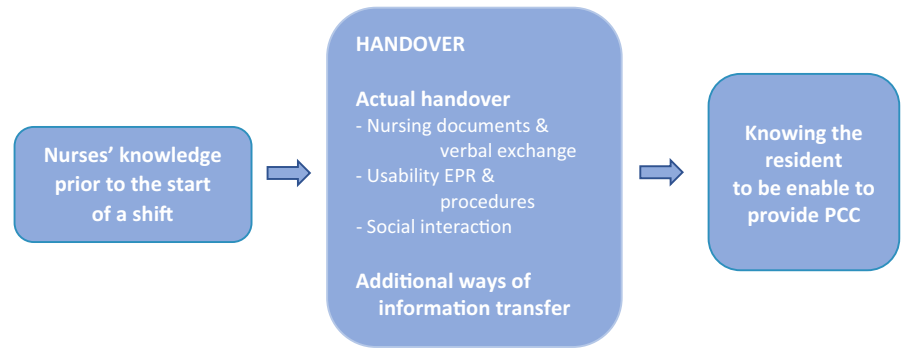 Nurses’ knowledge
prior to the start
of a shift
HANDOVER
Actual handover
- Nursing documents &
verbal exchange
- Usability EPR &
procedures
- Social interaction
Additional ways of
information transfer
Knowing the
resident
to be enable to
provide PCC